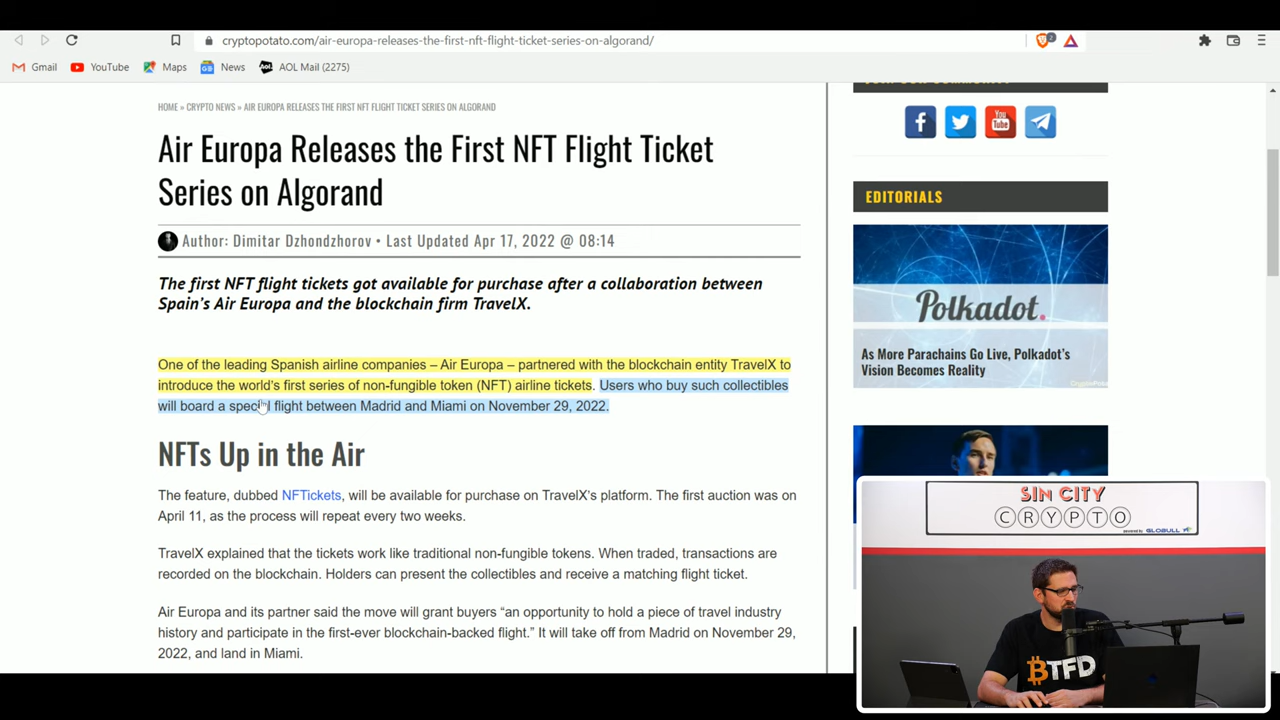 cryptopotato.com/air-europa-releases-the-first-nft-flight-ticket-series-on-algorand/
2
Gmail
YouTube
Maps
News
AOL Mail (2275)
HOME » CRYPTO NEWS » AIR EUROPA RELEASES THE FIRST NFT FLIGHT TICKET SERIES ON ALGORAND
Air Europa Releases the First NFT Flight Ticket
Series on Algorand
Author: Dimitar Dzhondzhorov • Last Updated Apr 17, 2022 @ 08:14
The first NFT flight tickets got available for purchase after a collaboration between
Spain's Air Europa and the blockchain firm TravelX.
One of the leading Spanish airline companies – Air Europa – partnered with the blockchain entity TravelX to
introduce the world's first series of non-fungible token (NFT) airline tickets. Users who buy such collectibles
will board a special flight between Madrid and Miami on November 29, 2022.
NFTs Up in the Air
The feature, dubbed NFTickets, will be available for purchase on TravelX's platform. The first auction was on
April 11, as the process will repeat every two weeks.
TravelX explained that the tickets work like traditional non-fungible tokens. When traded, transactions are
recorded on the blockchain. Holders can present the collectibles and receive a matching flight ticket.
Air Europa and its partner said the move will grant buyers “an opportunity to hold a piece of travel industry
history and participate in the first-ever blockchain-backed flight.” It will take off from Madrid on November 29,
2022, and land in Miami.
You
Tube
EDITORIALS
Polkadot.
As More Parachains Go Live, Polkadot's
Vision Becomes Reality
SIN CITY
CRYPTO
powered by GLOBULL
BTFD